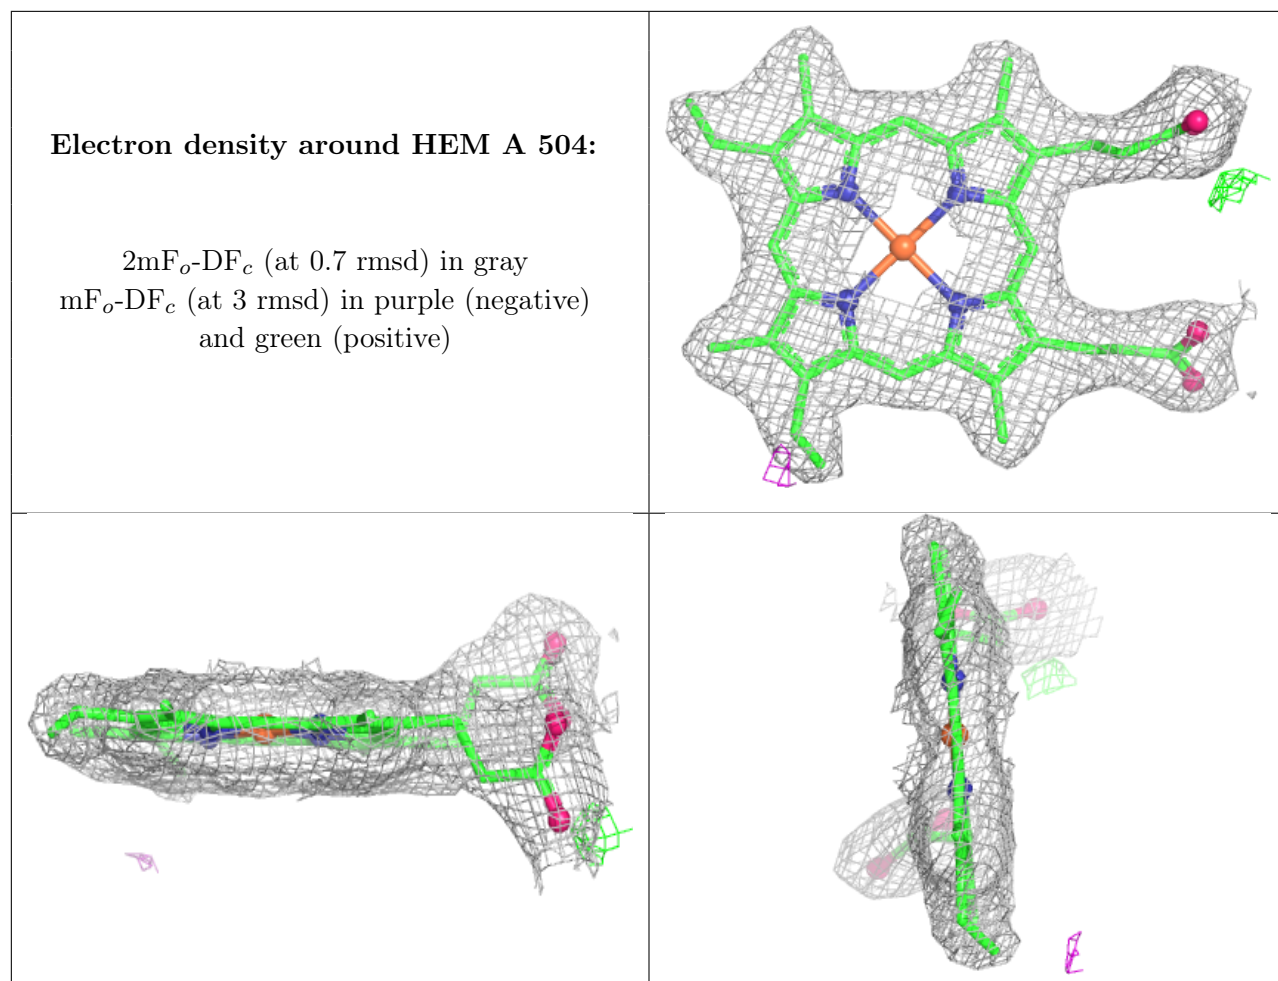 Electron density around HEM A 504:
2mFo-DFc (at 0.7 rmsd) in gray
mFo-DFc (at 3 rmsd) in purple (negative)
and green (positive)